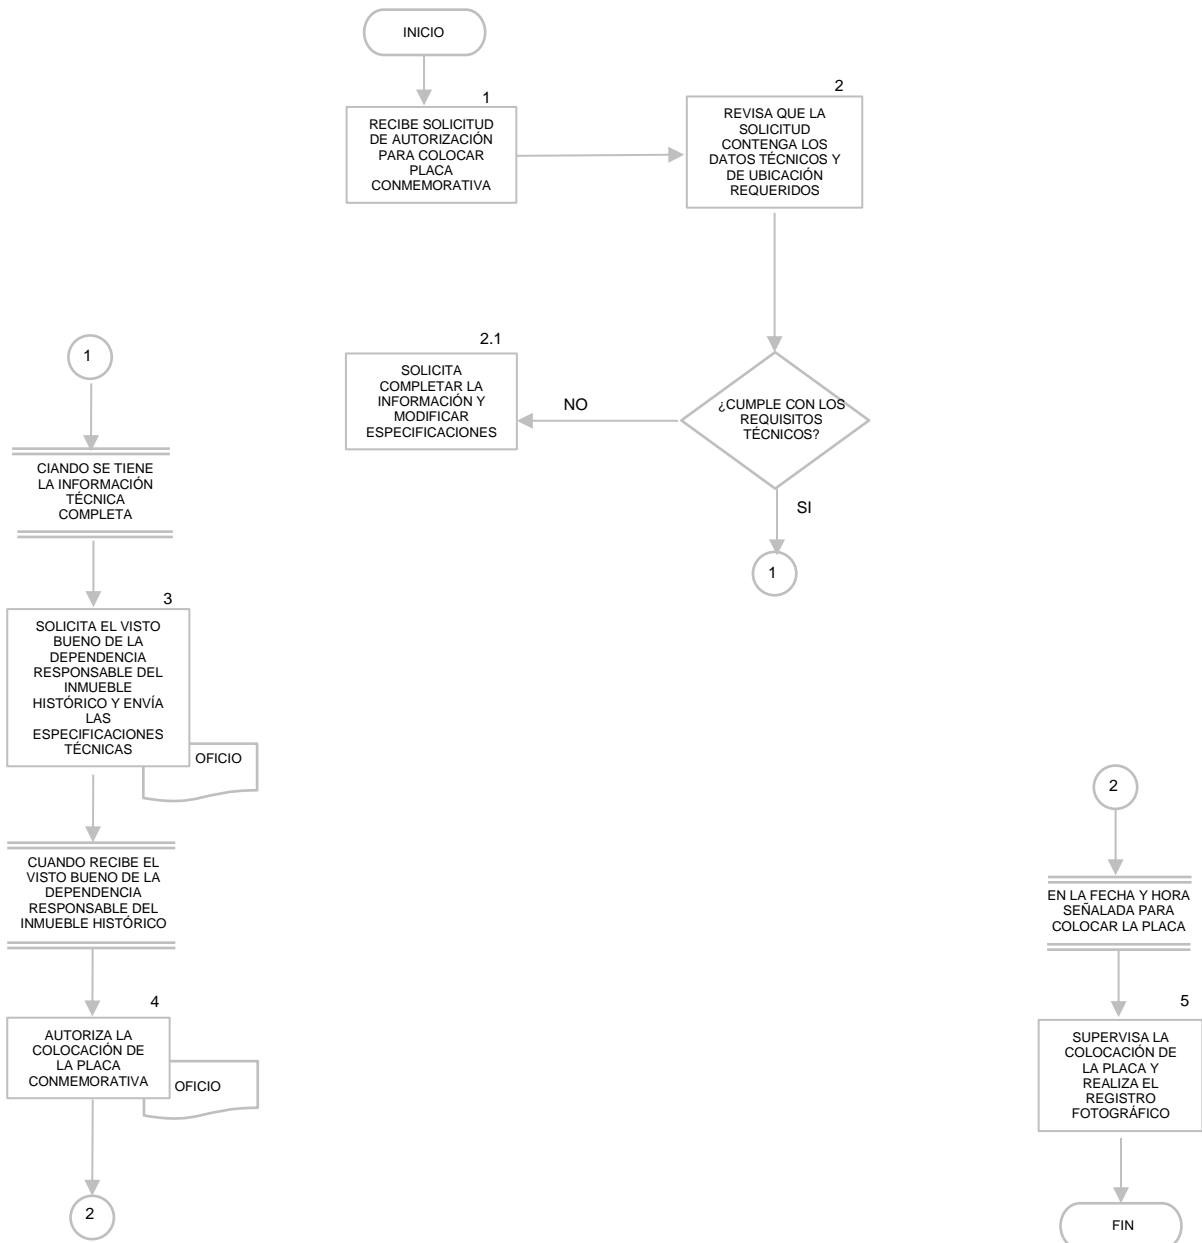 INICIO
1
RECIBE SOLICITUD
DE AUTORIZACIÓN
PARA COLOCAR
PLACA
CONMEMORATIVA
2
REVISA QUE LA
SOLICITUD
CONTENGA LOS
DATOS TÉCNICOS Y
DE UBICACIÓN
REQUERIDOS
¿CUMPLE CON LOS
REQUISITOS
TÉCNICOS?
NO
2.1
SOLICITA
COMPLETAR LA
INFORMACIÓN Y
MODIFICAR
ESPECIFICACIONES
SI
1
1
CIANDO SE TIENE
LA INFORMACIÓN
TÉCNICA
COMPLETA
3
SOLICITA EL VISTO
BUENO DE LA
DEPENDENCIA
RESPONSABLE DEL
INMUEBLE
HISTÓRICO Y ENVÍA
LAS
ESPECIFICACIONES
TÉCNICAS
OFICIO
CUANDO RECIBE EL
VISTO BUENO DE LA
DEPENDENCIA
RESPONSABLE DEL
INMUEBLE HISTÓRICO
4
AUTORIZA LA
COLOCACIÓN DE
LA PLACA
CONMEMORATIVA
OFICIO
2
2
EN LA FECHA Y HORA
SEÑALADA PARA
COLOCAR LA PLACA
5
SUPERVISA LA
COLOCACIÓN DE
LA PLACA Y
REALIZA EL
REGISTRO
FOTOGRÁFICO
FIN